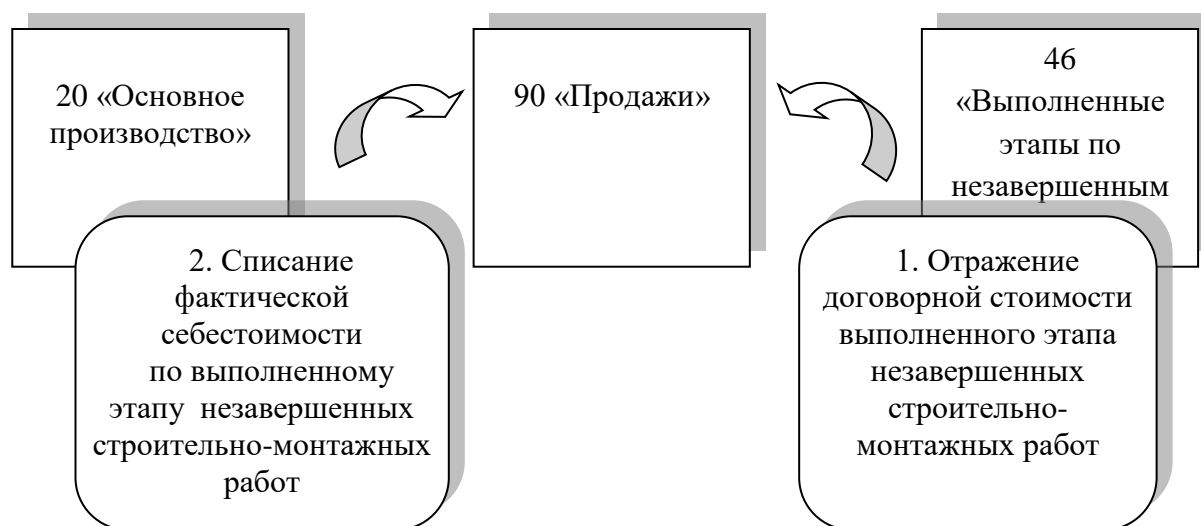 20 «Основное
производство»
90 «Продажи»
46
«Выполненные
этапы по
незавершенным
2. Списание
фактической
себестоимости
по выполненному
этапу незавершенных
строительно-монтажных
работ
1. Отражение
договорной стоимости
выполненного этапа
незавершенных
строительно-
монтажных работ